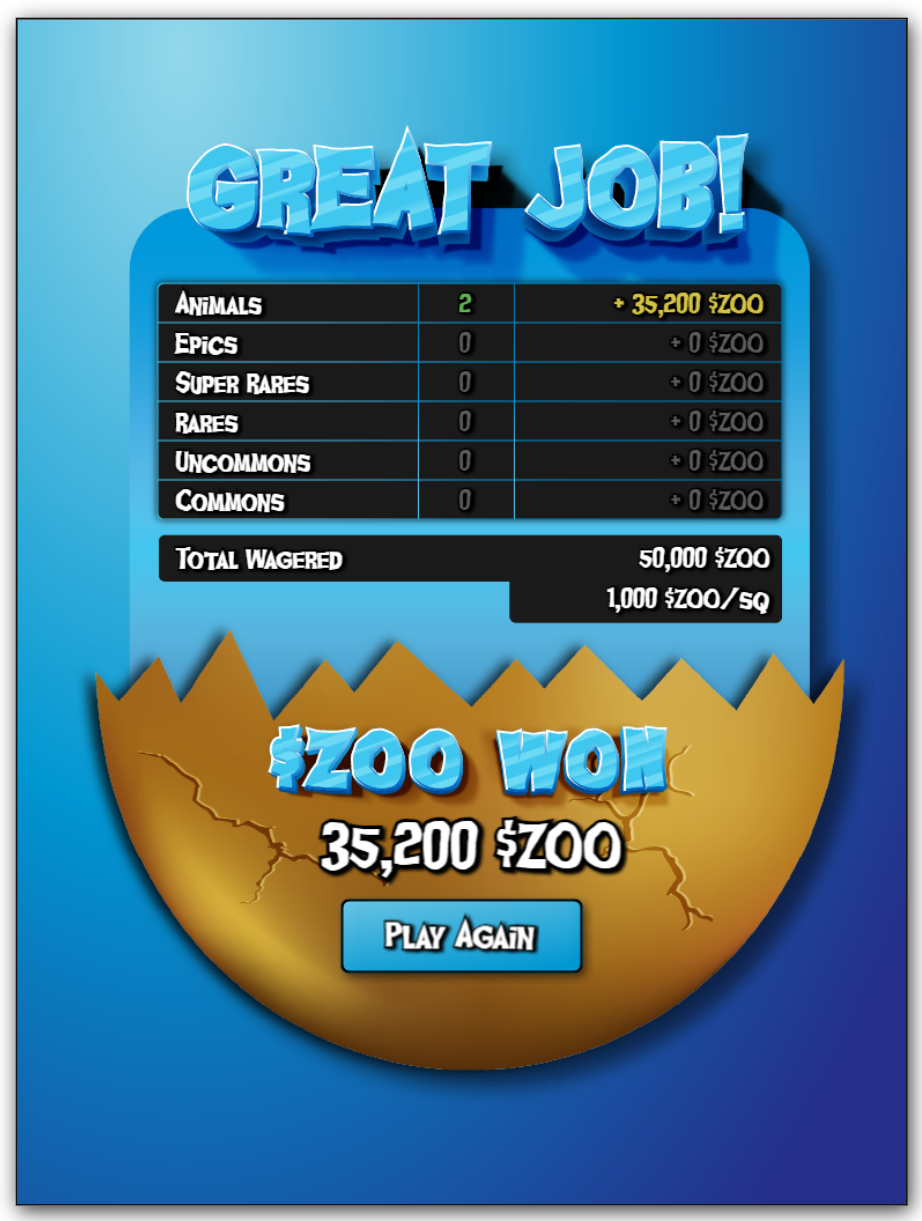 GREAT JOB!
ANIMALS 2 + 35,200 $ZOO
EPICS 0 + 0 $ZOO
SUPER RARES 0 + 0 $ZOO
RARES 0 + 0 $ZOO
UNCOMMONS 0 + 0 $ZOO
COMMONS 0 + 0 $ZOO
TOTAL WAGERED 50,000 $ZOO
1,000 $ZOO/SQ
$ZOO WON
35,200 $ZOO
PLAY AGAIN